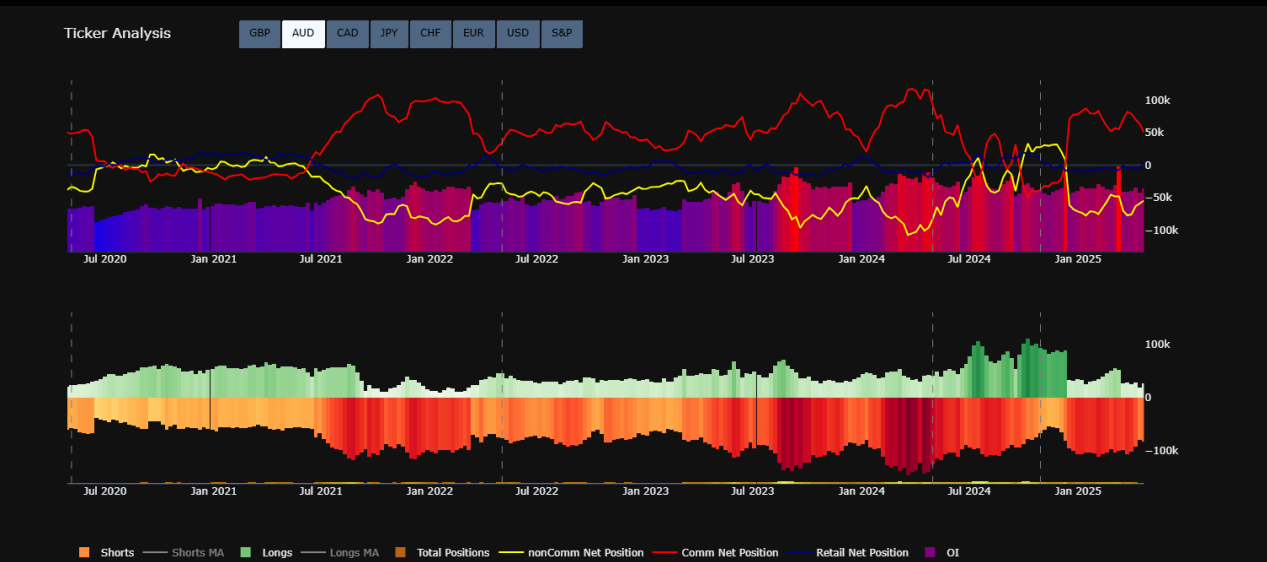 Ticker Analysis GBP AUD CAD JPY CHF EUR USD S&P
100k
50k
0
−50k
−100k
Jul 2020 Jan 2021 Jul 2021 Jan 2022 Jul 2022 Jan 2023 Jul 2023 Jan 2024 Jul 2024 Jan 2025
100k
0
−100k
Jul 2020 Jan 2021 Jul 2021 Jan 2022 Jul 2022 Jan 2023 Jul 2023 Jan 2024 Jul 2024 Jan 2025
Shorts Shorts MA Longs Longs MA Total Positions nonComm Net Position Comm Net Position Retail Net Position OI